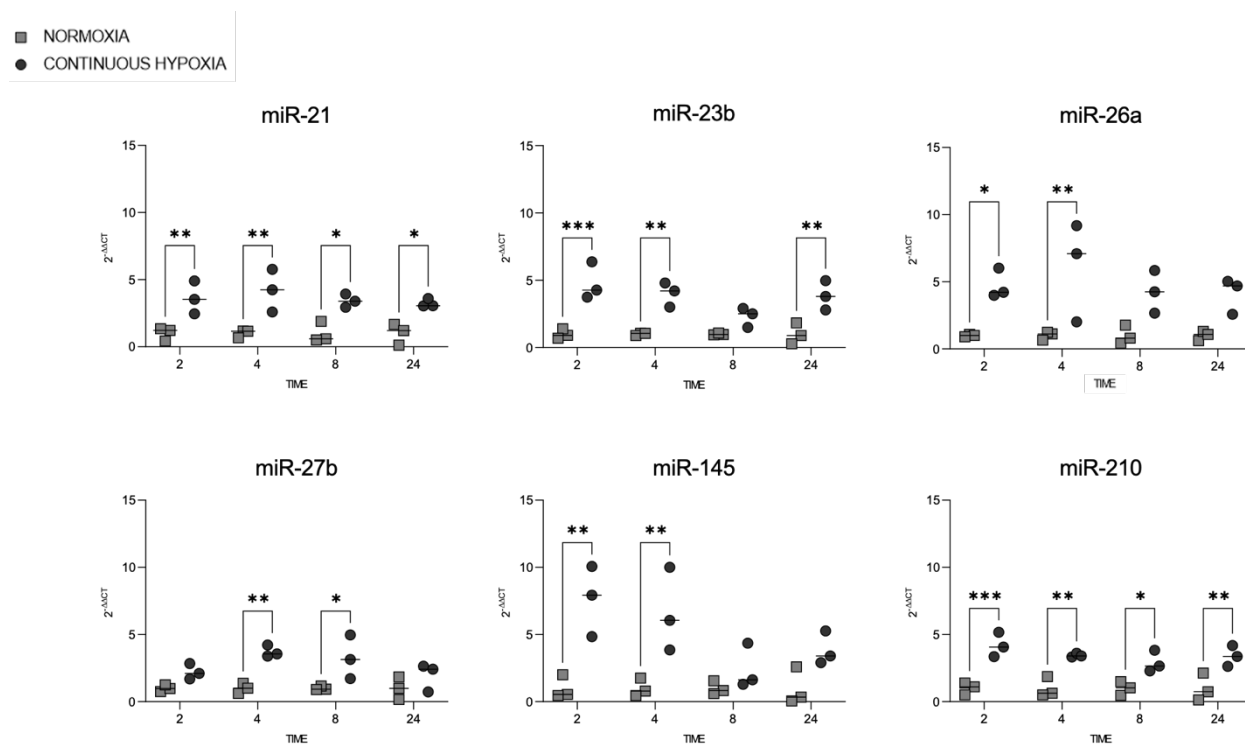 NORMOXIA
CONTINUOUS HYPOXIA
miR-21
15
10
5
0
2^-ΔΔCT
** ** * *
2 4 8 24
TIME
miR-23b
15
10
5
0
2^-ΔΔCT
*** ** **
2 4 8 24
TIME
miR-26a
15
10
5
0
2^-ΔΔCT
* **
2 4 8 24
TIME
miR-27b
15
10
5
0
2^-ΔΔCT
** *
2 4 8 24
TIME
miR-145
15
10
5
0
2^-ΔΔCT
** **
2 4 8 24
TIME
miR-210
15
10
5
0
2^-ΔΔCT
*** ** * **
2 4 8 24
TIME